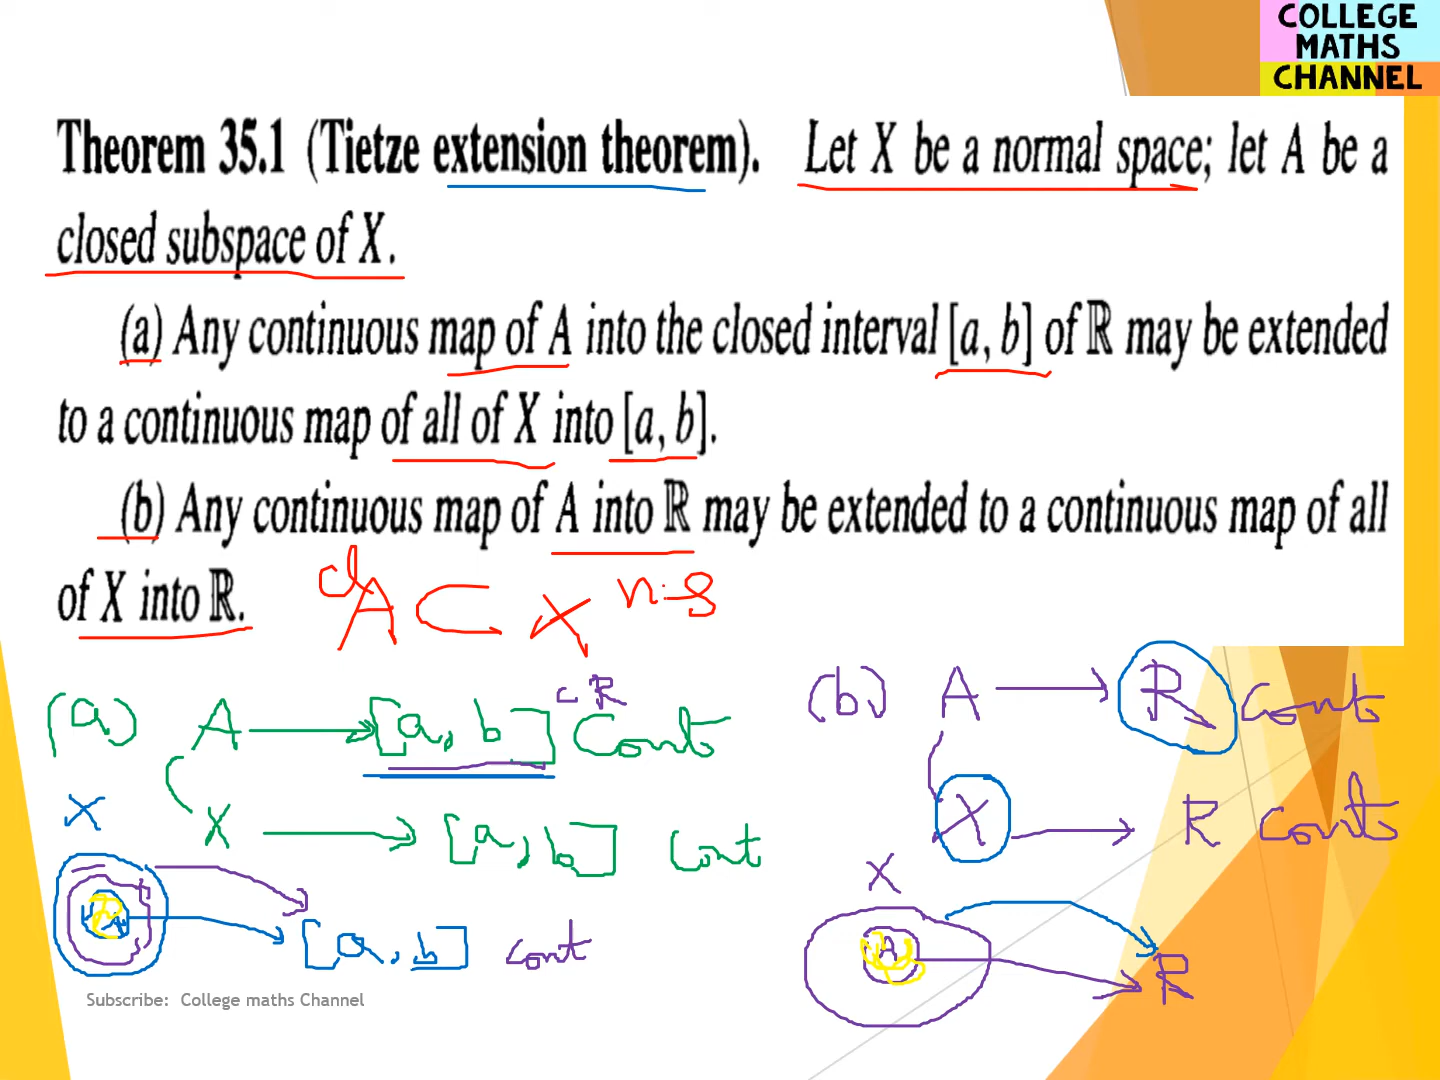 COLLEGE
MATHS
CHANNEL
Theorem 35.1 (Tietze extension theorem). Let X be a normal space; let A be a
closed subspace of X.
(a) Any continuous map of A into the closed interval [a, b] of ℝ may be extended
to a continuous map of all of X into [a, b].
(b) Any continuous map of A into ℝ may be extended to a continuous map of all
of X into ℝ.
cl A ⊂ X n.s
(a) A → [a, b] ⊂ R Cont
X → [a, b] Cont
X
A → [a, b] cont
(b) A → R Cont
X → R Cont
X
A → R
Subscribe: College maths Channel